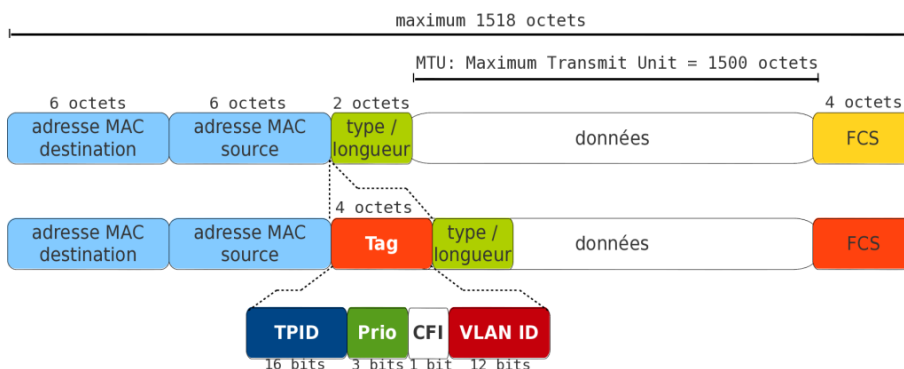 maximum 1518 octets
MTU: Maximum Transmit Unit = 1500 octets
6 octets
6 octets
2 octets
4 octets
adresse MAC
destination
adresse MAC
source
type /
longueur
données
FCS
4 octets
adresse MAC
destination
adresse MAC
source
Tag
type /
longueur
données
FCS
TPID
Prio
CFI
VLAN ID
16 bits
3 bits
1 bit
12 bits